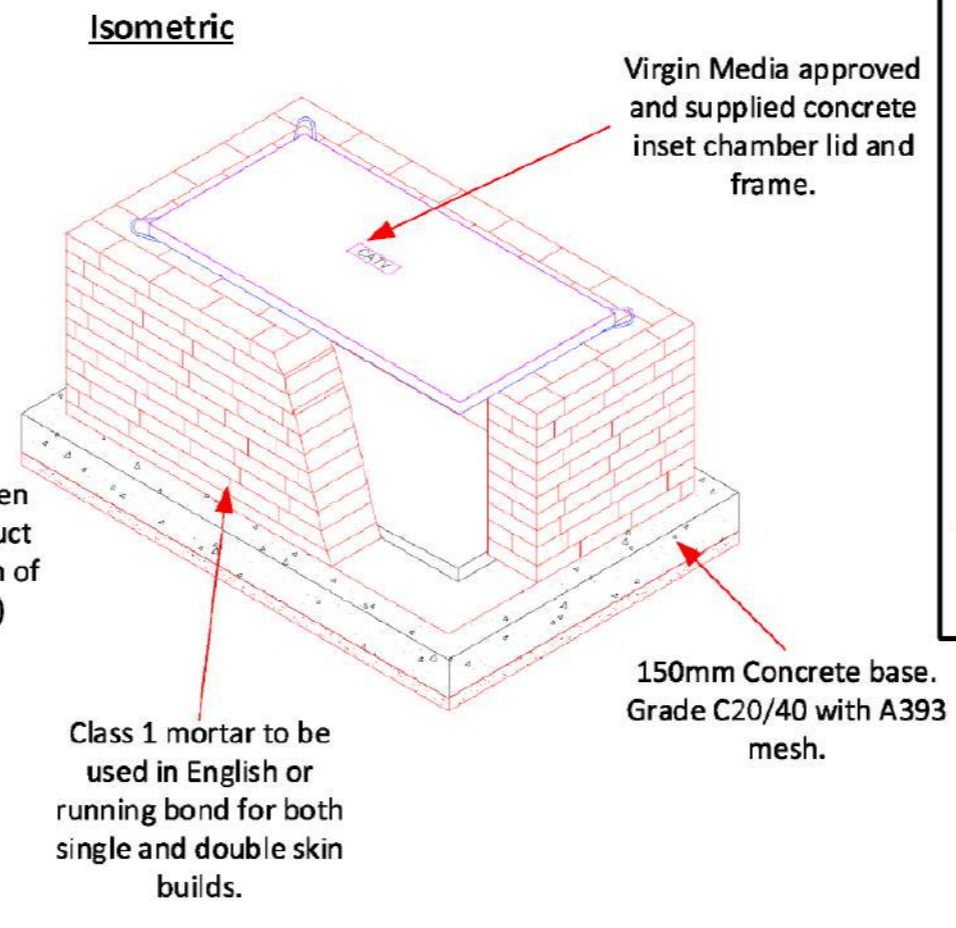 Isometric
Virgin Media approved
and supplied concrete
inset chamber lid and
frame.
CATV
en
uct
n of
)
150mm Concrete base.
Grade C20/40 with A393
mesh.
Class 1 mortar to be
used in English or
running bond for both
single and double skin
builds.